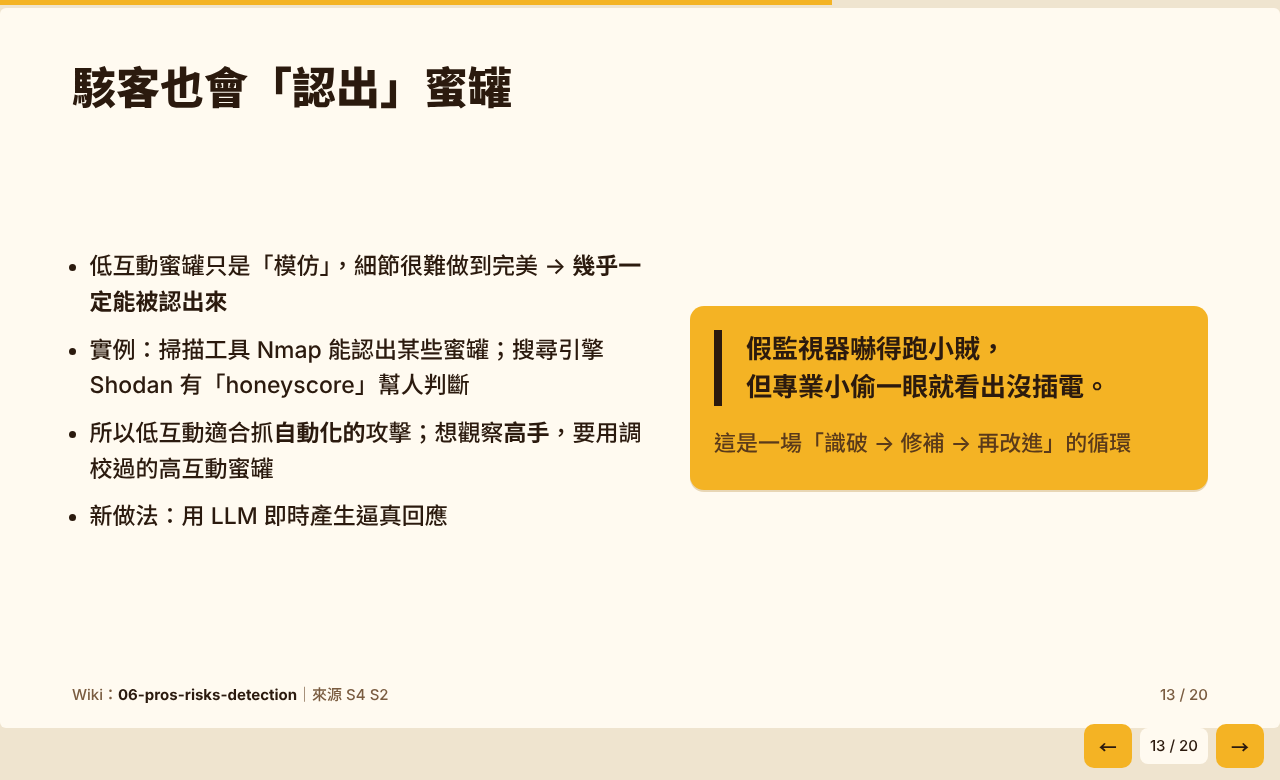 駭客也會「認出」蜜罐
• 低互動蜜罐只是「模仿」，細節很難做到完美 → 幾乎一
定能被認出來
• 實例：掃描工具 Nmap 能認出某些蜜罐；搜尋引擎
Shodan 有「honeyscore」幫人判斷
• 所以低互動適合抓自動化的攻擊；想觀察高手，要用調
校過的高互動蜜罐
• 新做法：用 LLM 即時產生逼真回應
假監視器嚇得跑小賊，
但專業小偷一眼就看出沒插電。
這是一場「識破 → 修補 → 再改進」的循環
Wiki：06-pros-risks-detection｜來源 S4 S2
13 / 20
← 13 / 20 →